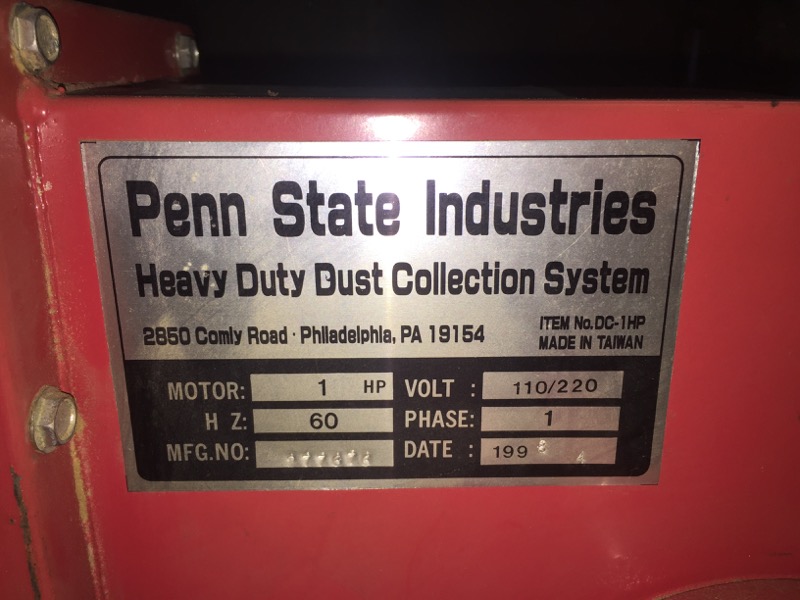 Penn State Industries
Heavy Duty Dust Collection System
2850 Comly Road · Philadelphia, PA 19154
ITEM No. DC-1HP
MADE IN TAIWAN
MOTOR: 1 HP VOLT : 110/220
H Z: 60 PHASE: 1
MFG.NO: DATE : 199